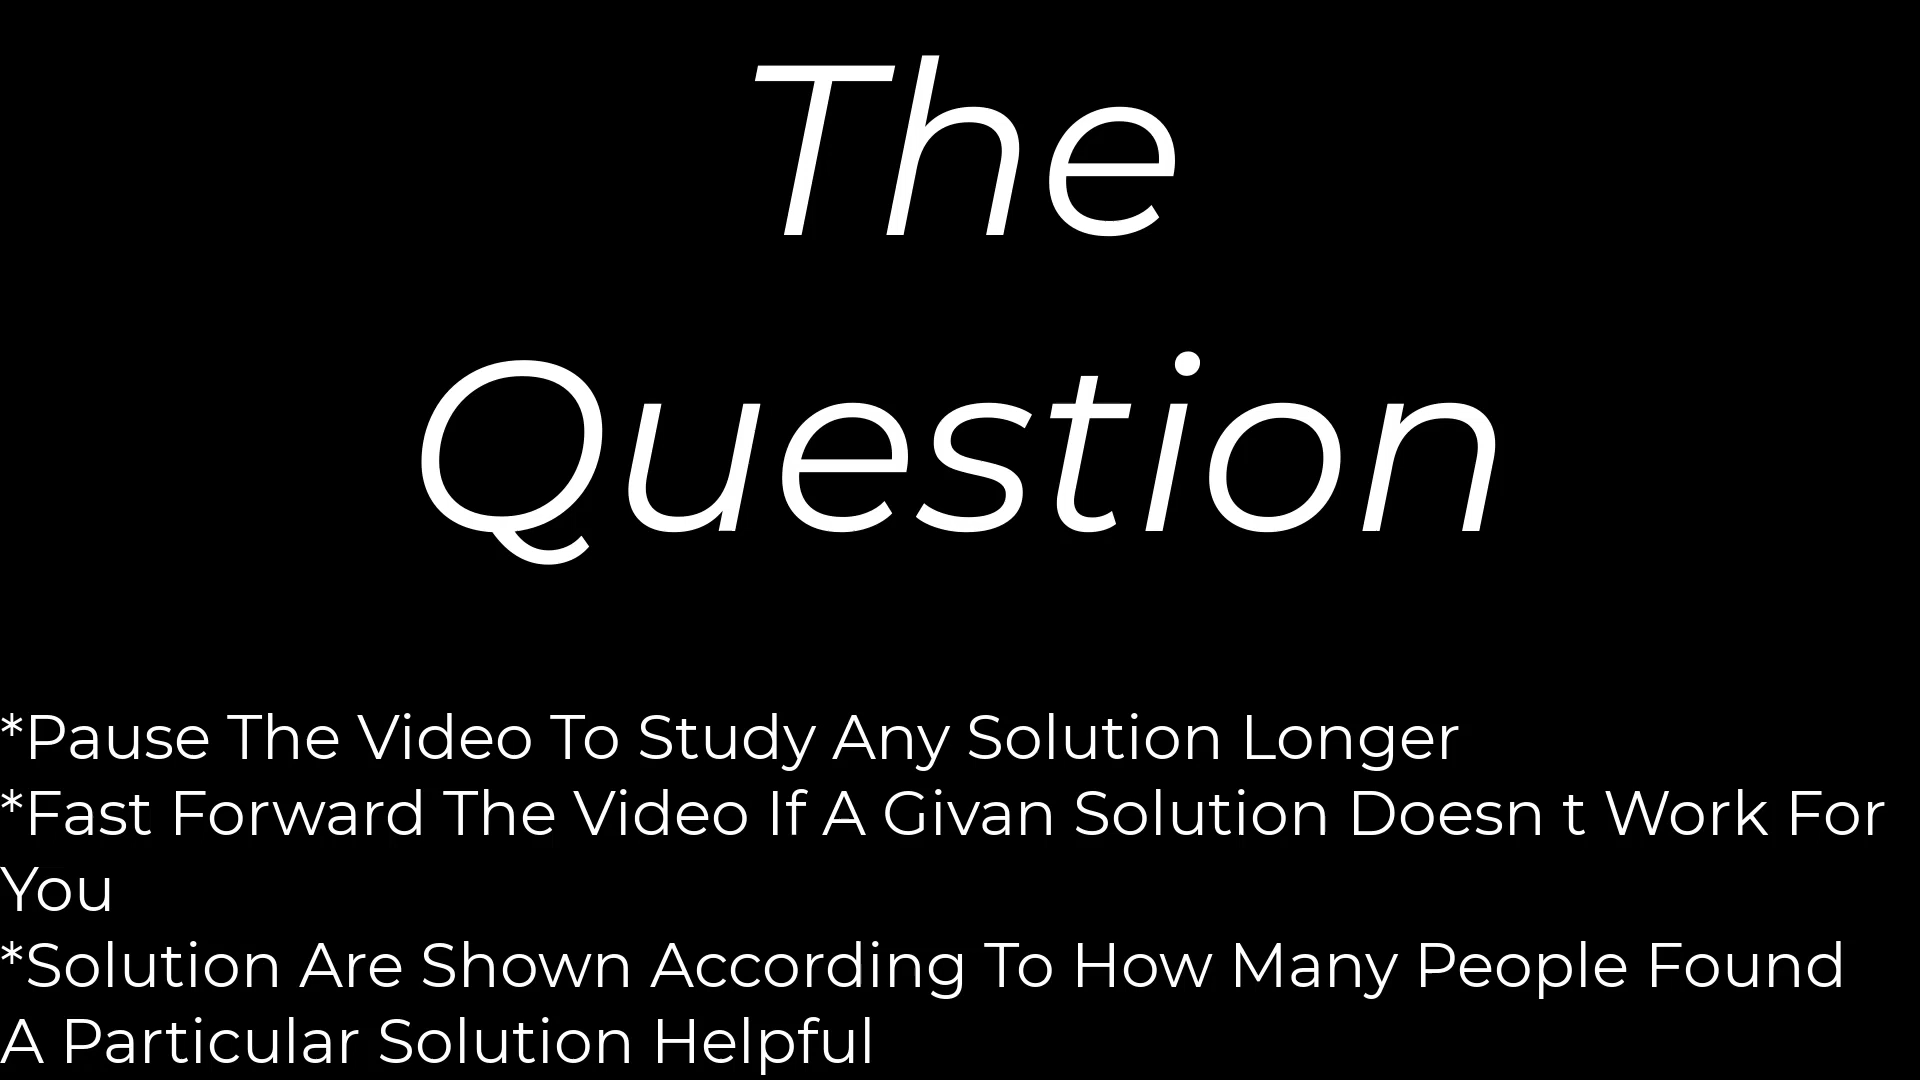 The
Question
*Pause The Video To Study Any Solution Longer
*Fast Forward The Video If A Givan Solution Doesn t Work For
You
*Solution Are Shown According To How Many People Found
A Particular Solution Helpful